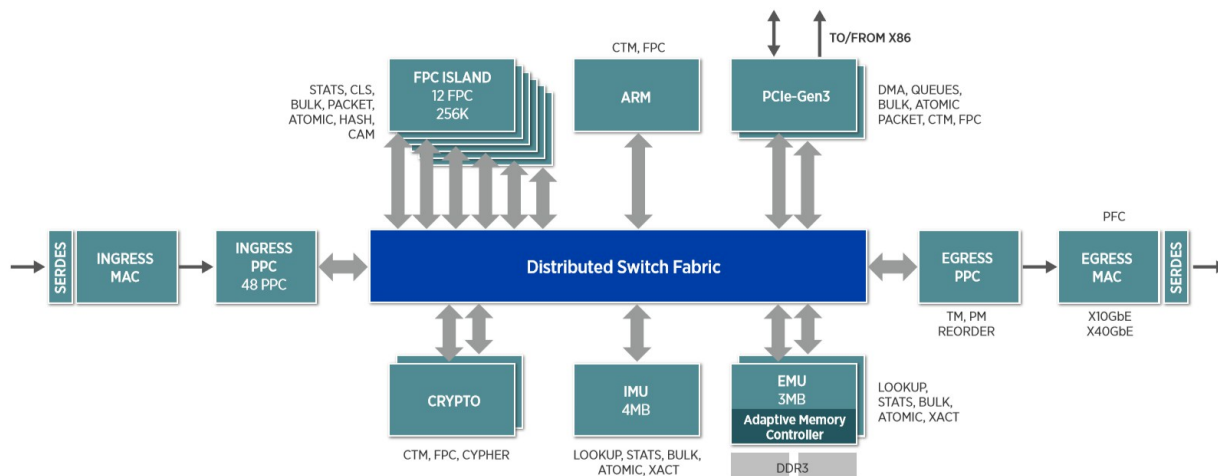 TO/FROM X86
CTM, FPC
STATS, CLS,
BULK, PACKET,
ATOMIC, HASH,
CAM
FPC ISLAND
12 FPC
256K
ARM
PCIe-Gen3
DMA, QUEUES,
BULK, ATOMIC
PACKET, CTM, FPC
SERDES
INGRESS
MAC
INGRESS
PPC
48 PPC
Distributed Switch Fabric
EGRESS
PPC
TM, PM
REORDER
PFC
EGRESS
MAC
X10GbE
X40GbE
SERDES
CRYPTO
CTM, FPC, CYPHER
IMU
4MB
LOOKUP, STATS, BULK,
ATOMIC, XACT
EMU
3MB
Adaptive Memory
Controller
DDR3
LOOKUP,
STATS, BULK,
ATOMIC, XACT